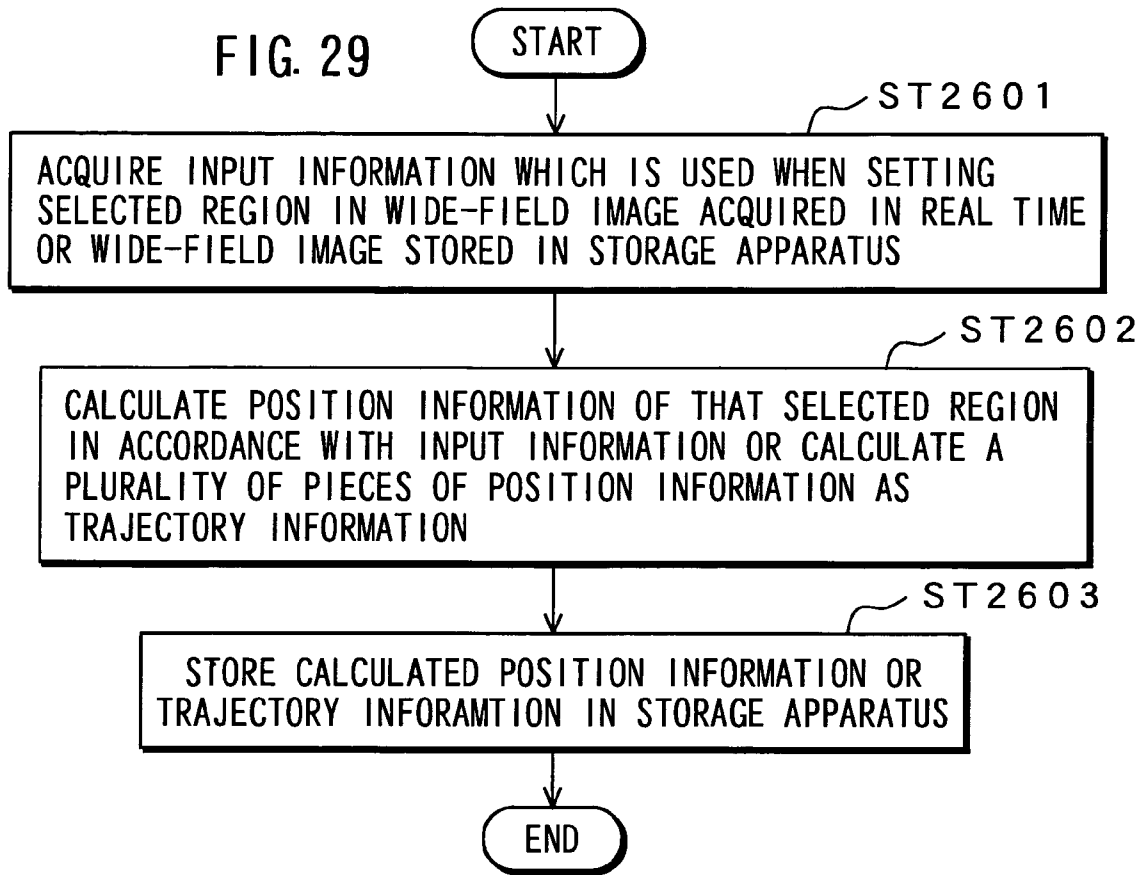 FIG. 29
START
ST2601
ACQUIRE INPUT INFORMATION WHICH IS USED WHEN SETTING
SELECTED REGION IN WIDE-FIELD IMAGE ACQUIRED IN REAL TIME
OR WIDE-FIELD IMAGE STORED IN STORAGE APPARATUS
ST2602
CALCULATE POSITION INFORMATION OF THAT SELECTED REGION
IN ACCORDANCE WITH INPUT INFORMATION OR CALCULATE A
PLURALITY OF PIECES OF POSITION INFORMATION AS
TRAJECTORY INFORMATION
ST2603
STORE CALCULATED POSITION INFORMATION OR
TRAJECTORY INFORAMTION IN STORAGE APPARATUS
END